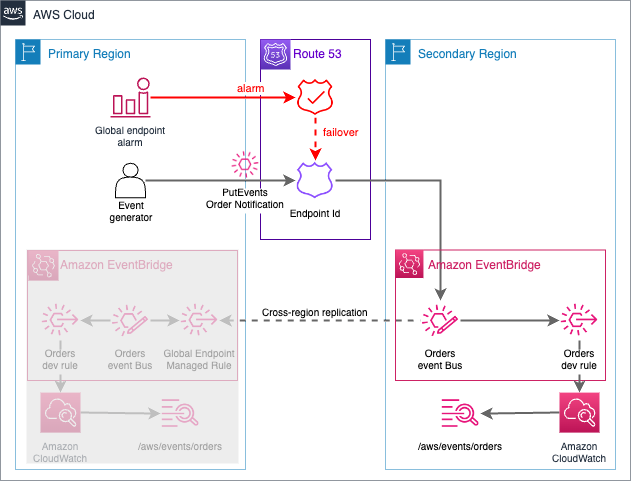 aws
AWS Cloud
Primary Region
Route 53
Secondary Region
53
alarm
Global endpoint
alarm
failover
PutEvents
Order Notification
Event
generator
Endpoint Id
Amazon EventBridge
Amazon EventBridge
Cross-region replication
Orders
dev rule
Orders
event Bus
Global Endpoint
Managed Rule
Orders
event Bus
Orders
dev rule
Amazon
CloudWatch
/aws/events/orders
/aws/events/orders
Amazon
CloudWatch